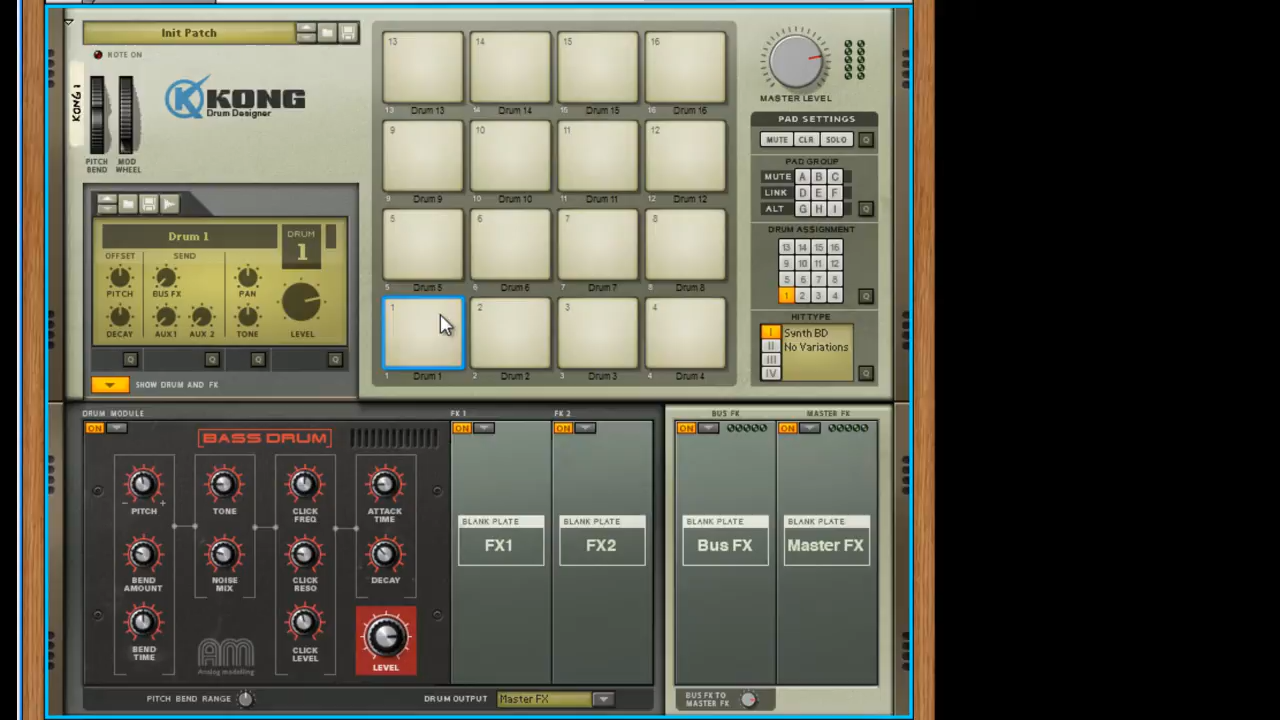 Init Patch
NOTE ON
KONG 1
PITCH BEND
MOD WHEEL
KONG
Drum Designer
13 14 15 16
13 Drum 13 14 Drum 14 15 Drum 15 16 Drum 16
9 10 11 12
9 Drum 9 10 Drum 10 11 Drum 11 12 Drum 12
5 6 7 8
5 Drum 5 6 Drum 6 7 Drum 7 8 Drum 8
1 2 3 4
1 Drum 1 2 Drum 2 3 Drum 3 4 Drum 4
MASTER LEVEL
PAD SETTINGS
MUTE CLR SOLO Q
PAD GROUP
MUTE A B C
LINK D E F
ALT G H I Q
DRUM ASSIGNMENT
13 14 15 16
9 10 11 12
5 6 7 8
1 2 3 4 Q
HIT TYPE
I Synth BD
II No Variations
III
IV Q
Drum 1
DRUM
1
OFFSET SEND
PITCH BUS FX PAN
DECAY AUX 1 AUX 2 TONE LEVEL
Q Q Q Q
SHOW DRUM AND FX
DRUM MODULE FX 1 FX 2 BUS FX MASTER FX
ON ON ON ON ON
BASS DRUM
- PITCH +
TONE
CLICK FREQ
ATTACK TIME
BEND AMOUNT
NOISE MIX
CLICK RESO
DECAY
BEND TIME
AM
Analog modelling
CLICK LEVEL
LEVEL
BLANK PLATE
FX1
BLANK PLATE
FX2
BLANK PLATE
Bus FX
BLANK PLATE
Master FX
PITCH BEND RANGE
DRUM OUTPUT Master FX
BUS FX TO
MASTER FX